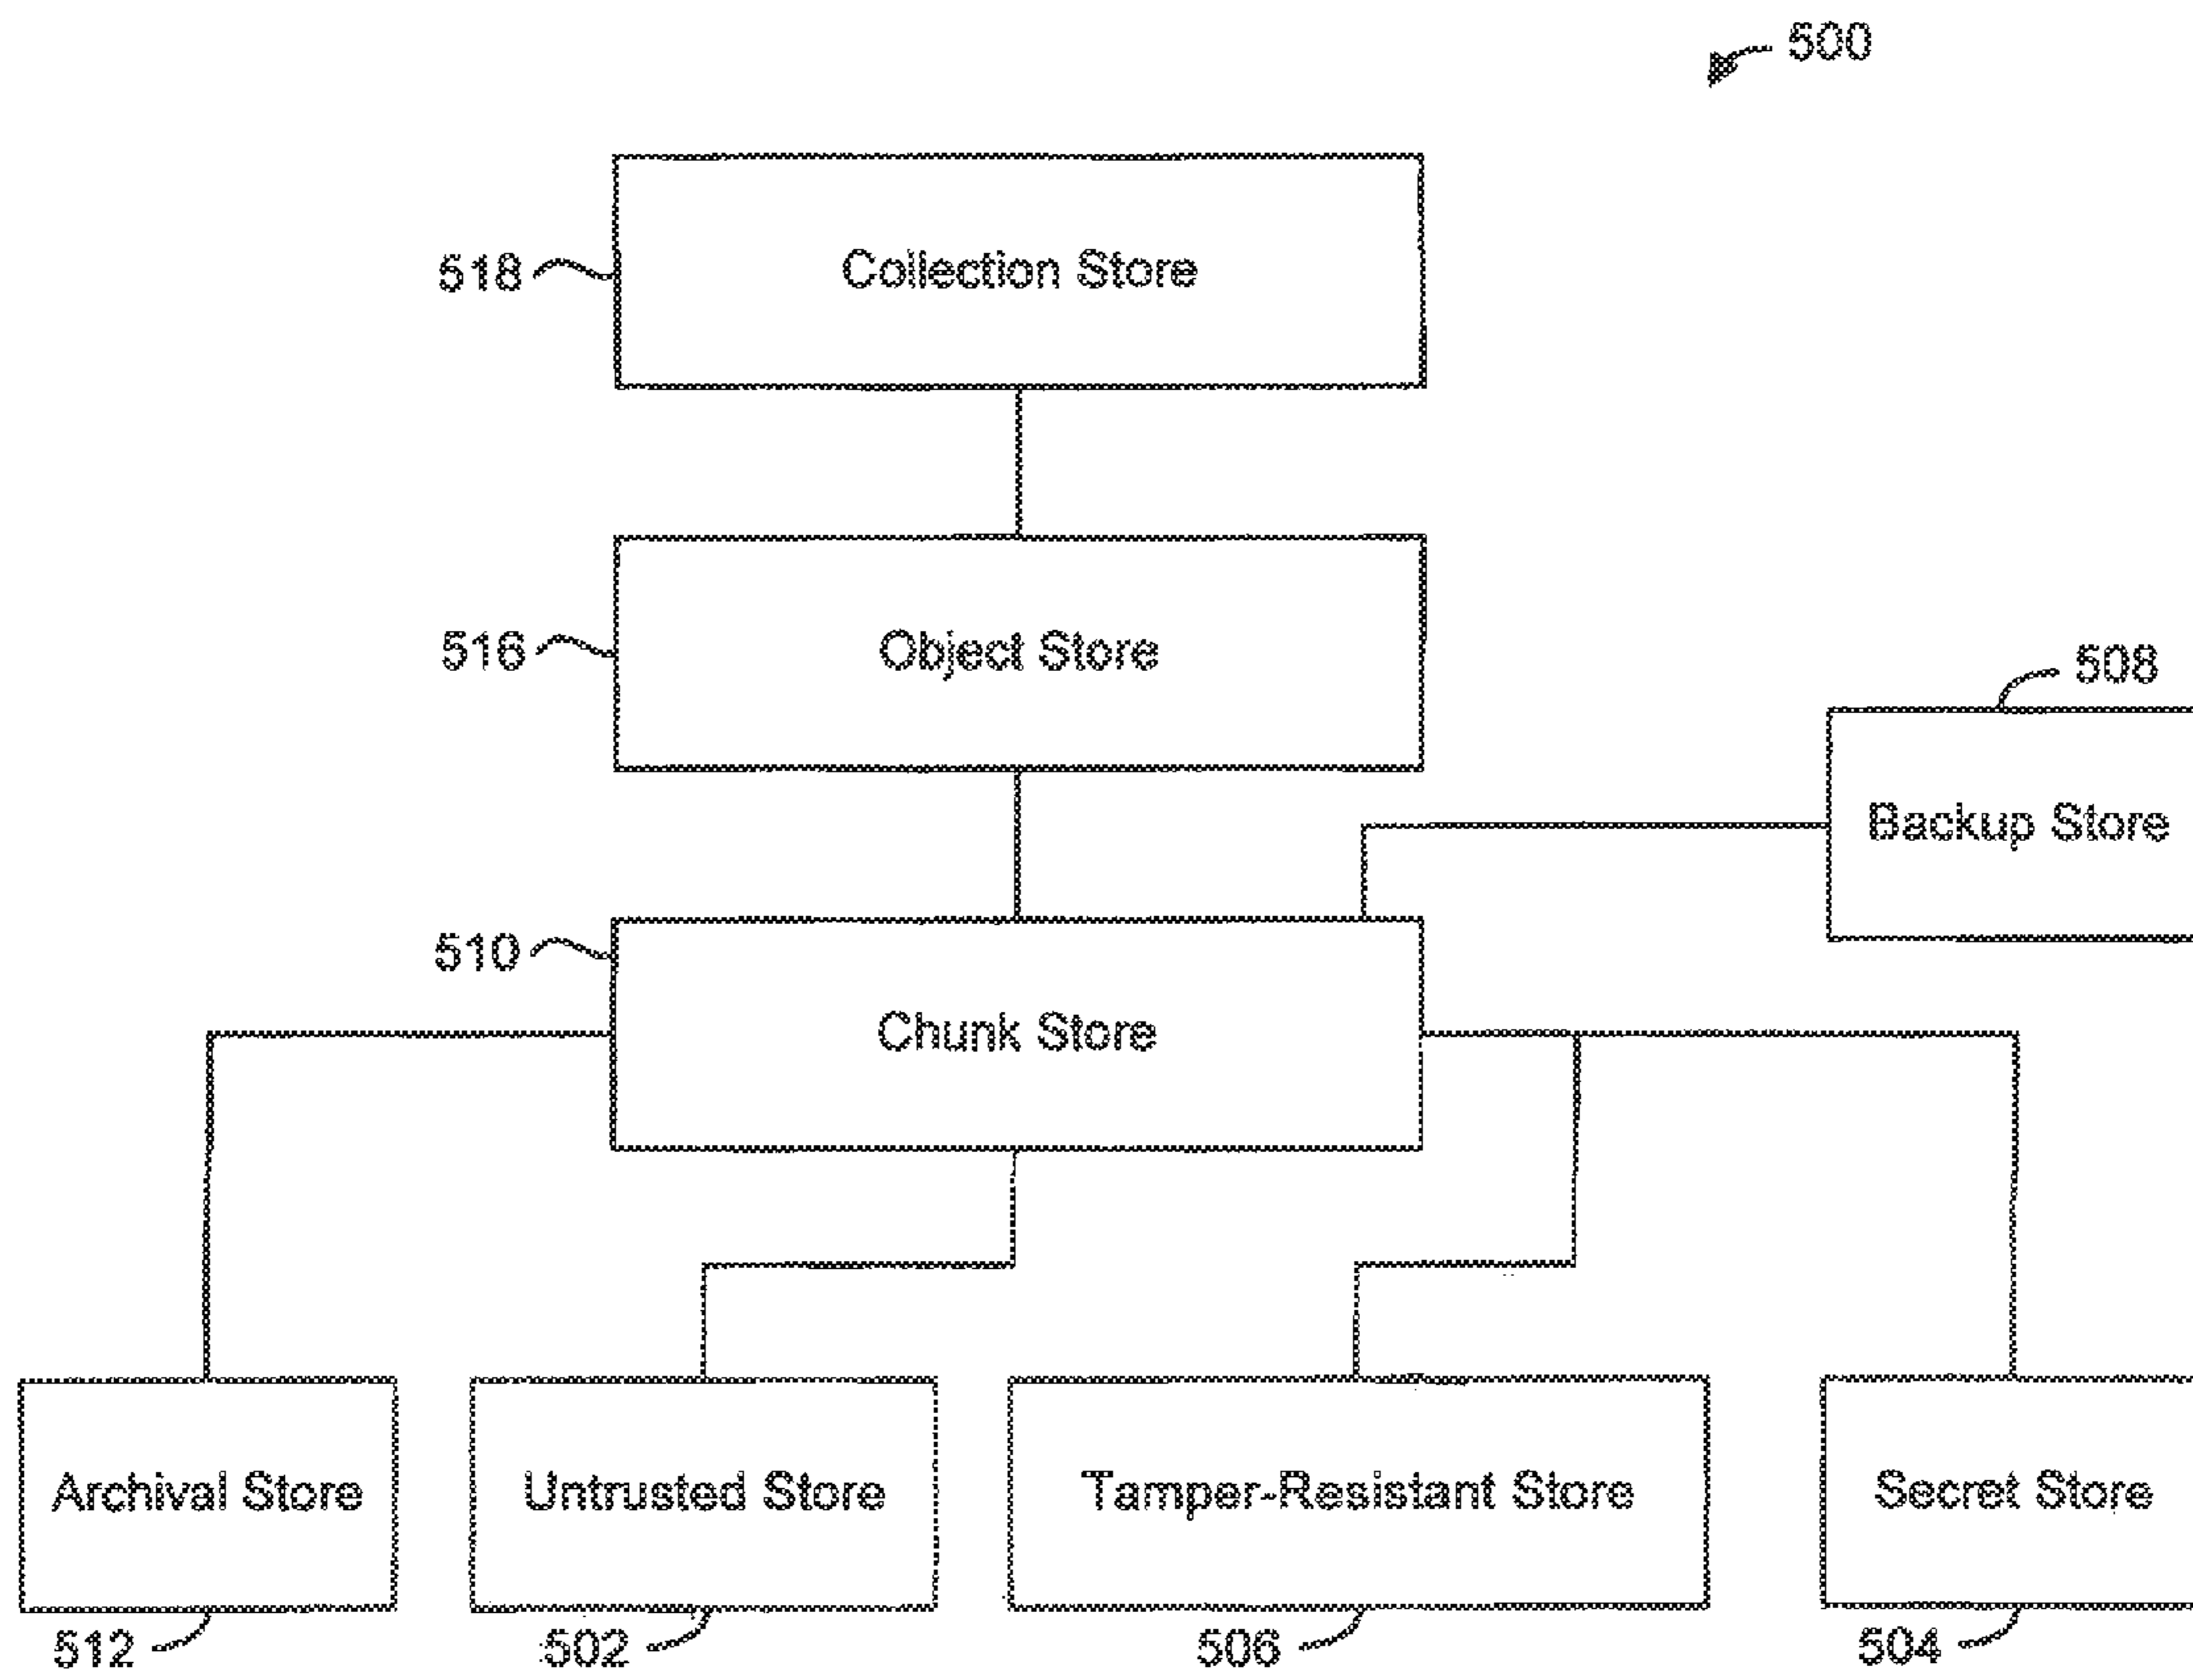 500
518
Collection Store
516
Object Store
508
Backup Store
510
Chunk Store
Archival Store
Untrusted Store
Tamper-Resistant Store
Secret Store
512
502
506
504